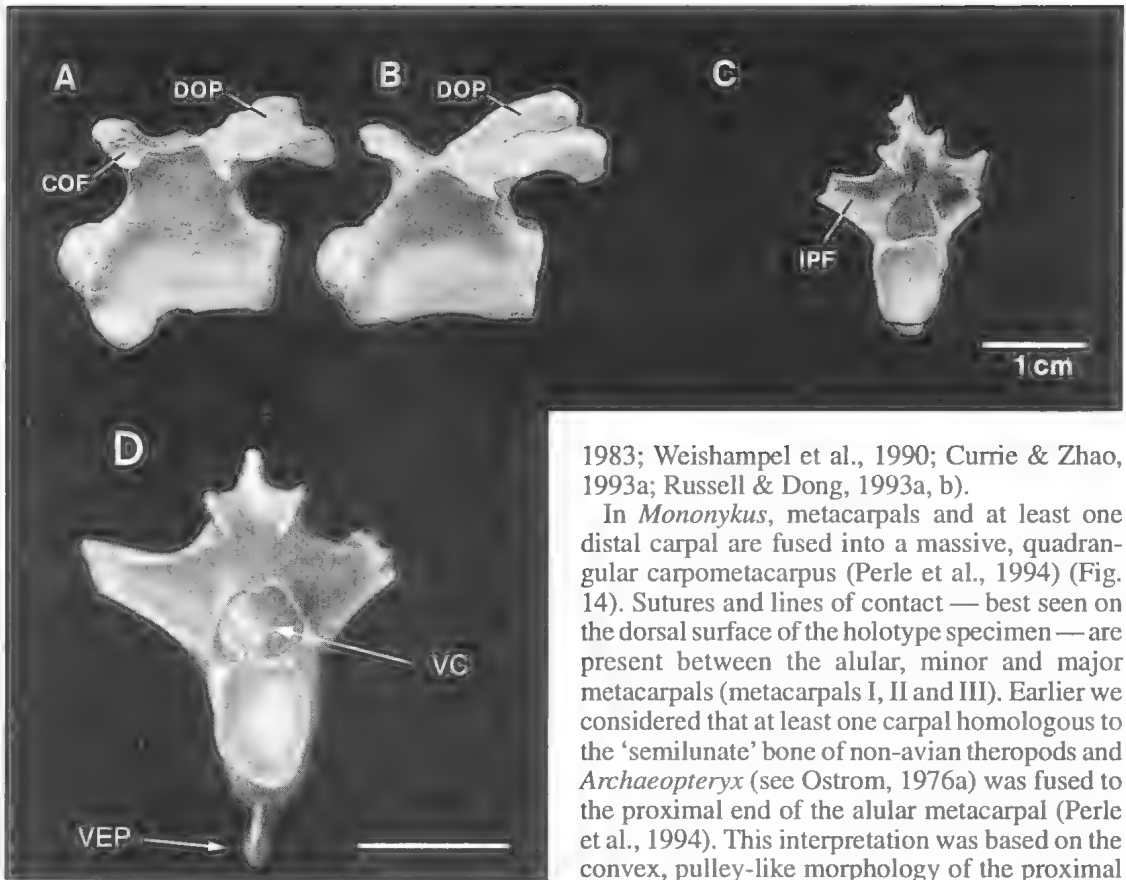 A
DOP
B
DOP
C
COF
IPF
1 cm
D
VC
VEP
1983; Weishampel et al., 1990; Currie & Zhao,
1993a; Russell & Dong, 1993a, b).
In Mononykus, metacarpals and at least one
distal carpal are fused into a massive, quadran-
gular carpometacarpus (Perle et al., 1994) (Fig.
14). Sutures and lines of contact — best seen on
the dorsal surface of the holotype specimen — are
present between the alular, minor and major
metacarpals (metacarpals I, II and III). Earlier we
considered that at least one carpal homologous to
the ‘semilunate’ bone of non-avian theropods and
Archaeopteryx (see Ostrom, 1976a) was fused to
the proximal end of the alular metacarpal (Perle
et al., 1994). This interpretation was based on the
convex, pulley-like morphology of the proximal